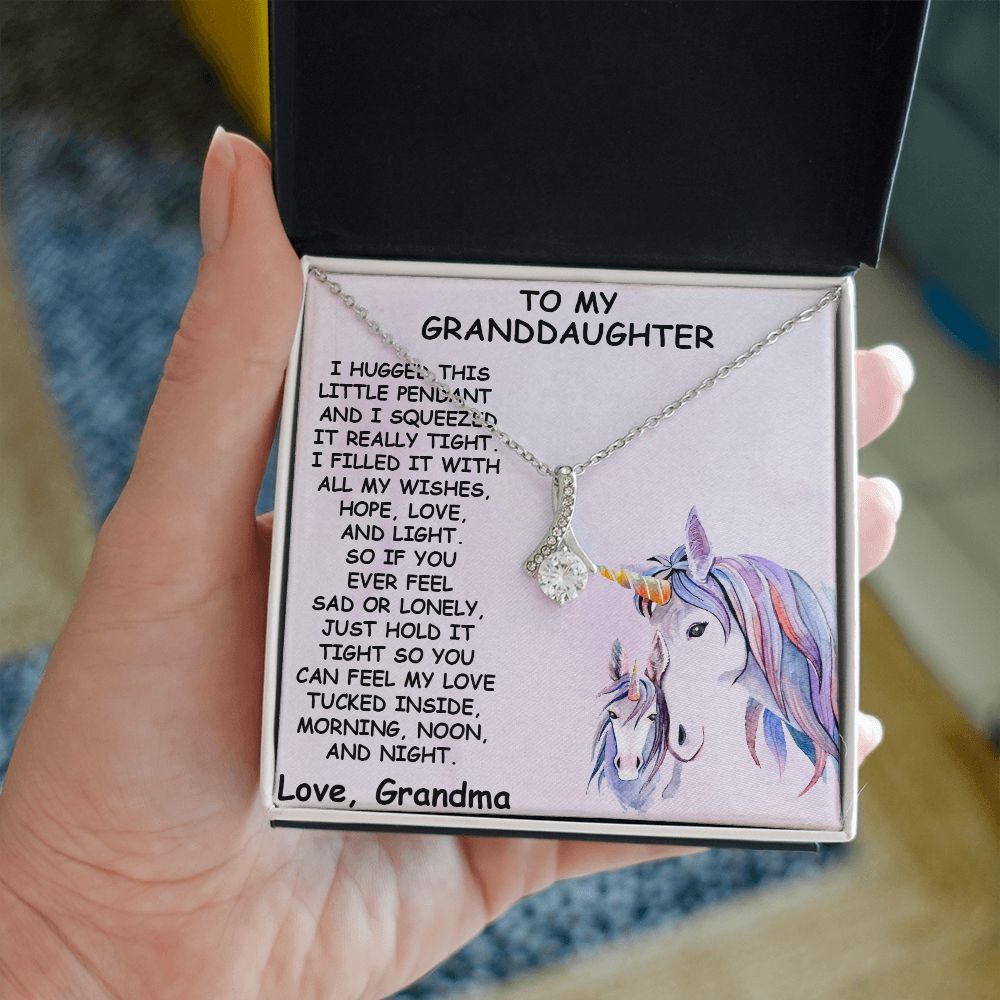 TO MY
GRANDDAUGHTER
I HUGGED THIS
LITTLE PENDANT
AND I SQUEEZED
IT REALLY TIGHT.
I FILLED IT WITH
ALL MY WISHES,
HOPE, LOVE,
AND LIGHT.
SO IF YOU
EVER FEEL
SAD OR LONELY,
JUST HOLD IT
TIGHT SO YOU
CAN FEEL MY LOVE
TUCKED INSIDE,
MORNING, NOON,
AND NIGHT.
Love, Grandma